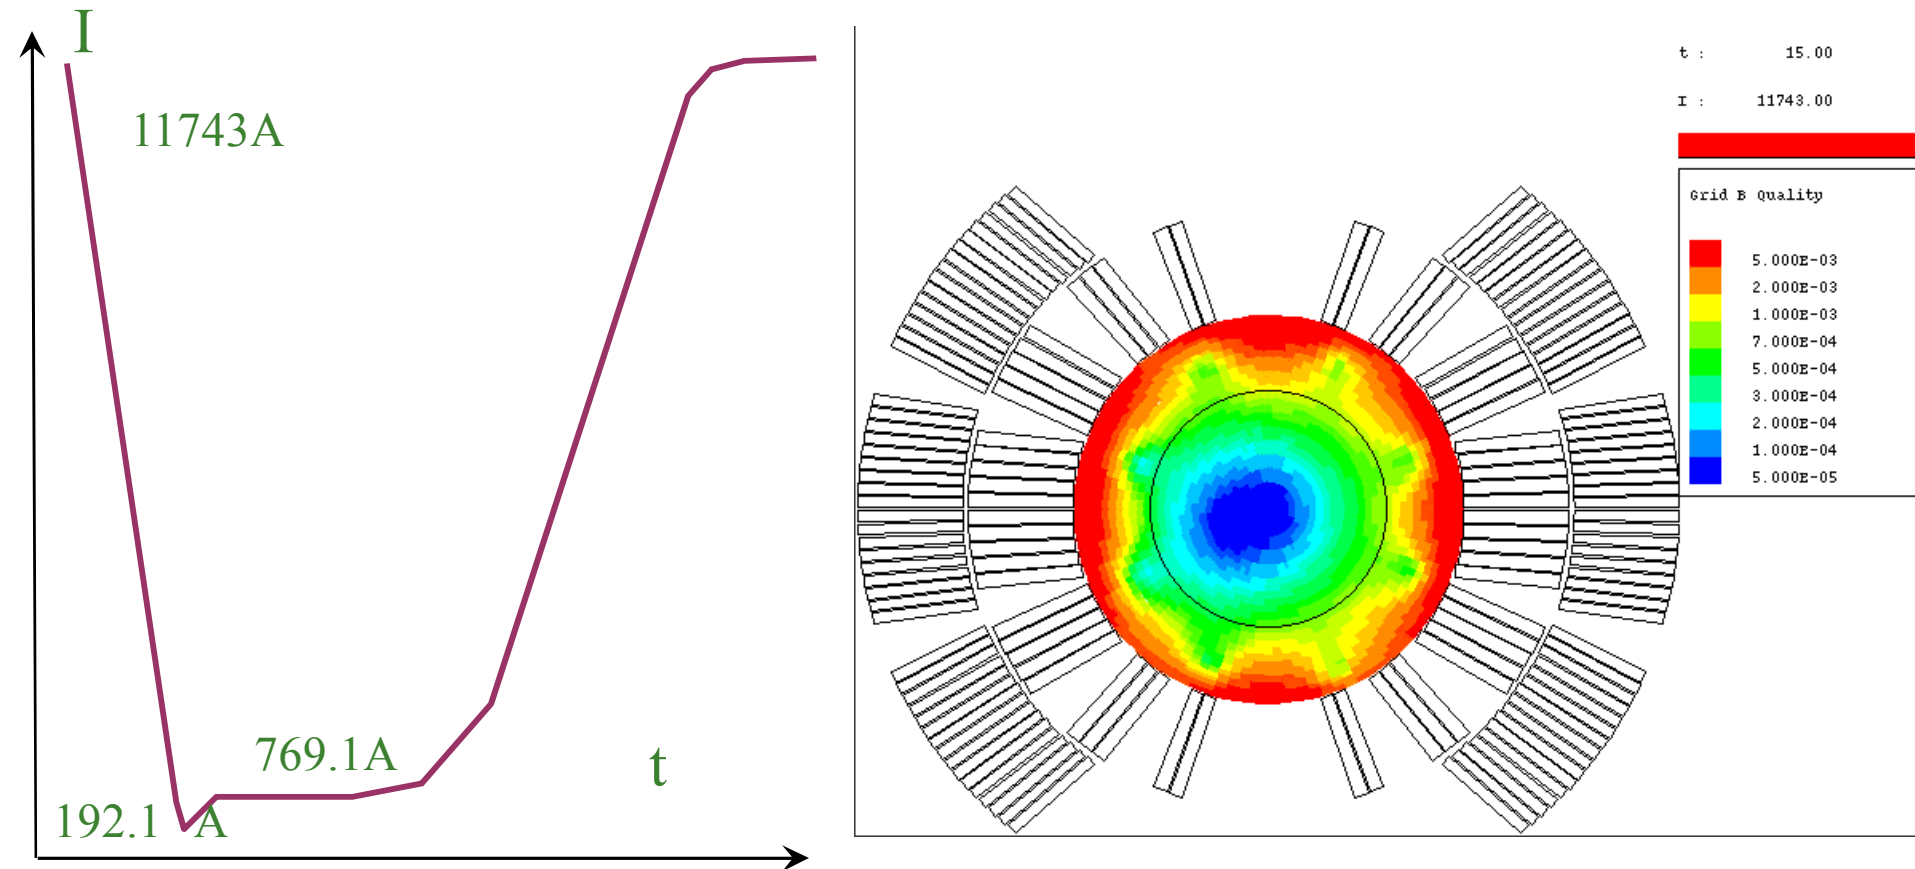 I
11743A
769.1A
t
192.1 A
t : 15.00
I : 11743.00
Grid B Quality
5.000E-03
2.000E-03
1.000E-03
7.000E-04
5.000E-04
3.000E-04
2.000E-04
1.000E-04
5.000E-05